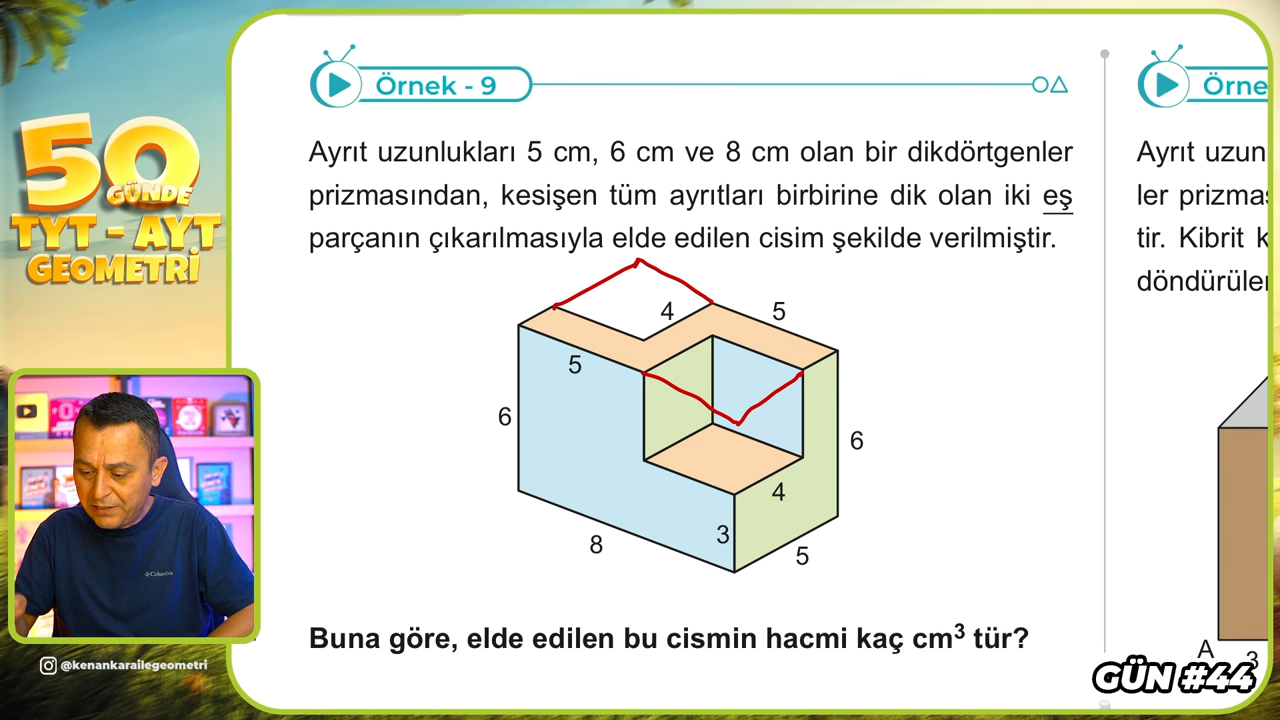 50
GÜNDE
TYT - AYT
GEOMETRİ
Örnek - 9
Ayrıt uzunlukları 5 cm, 6 cm ve 8 cm olan bir dikdörtgenler
prizmasından, kesişen tüm ayrıtları birbirine dik olan iki eş
parçanın çıkarılmasıyla elde edilen cisim şekilde verilmiştir.
4
5
5
6
6
4
3
8
5
Buna göre, elde edilen bu cismin hacmi kaç cm³ tür?
Örne
Ayrıt uzun
ler prizmas
tir. Kibrit k
döndürüler
A
3
Columbia
@kenankarailegeometri
GÜN #44